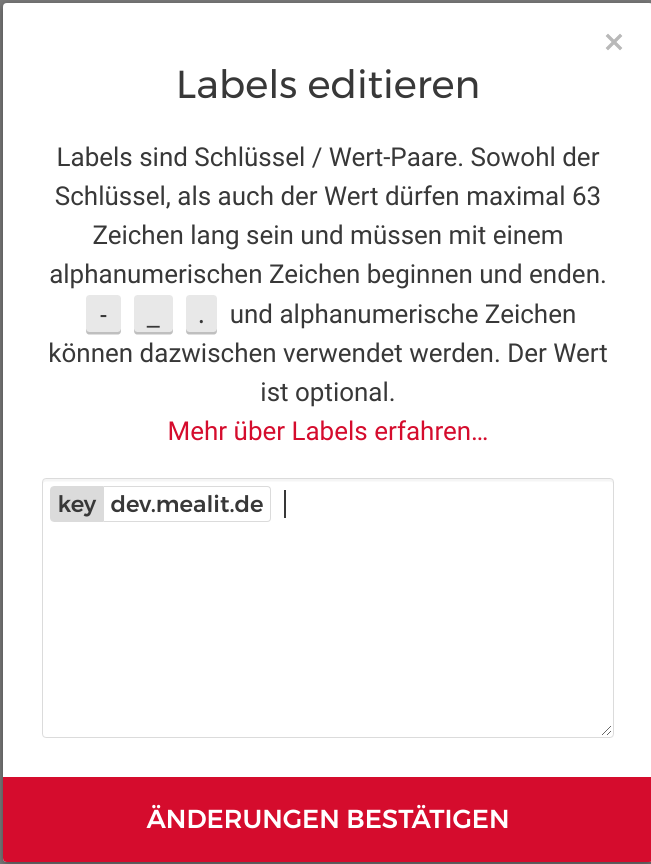 ×
Labels editieren
Labels sind Schlüssel / Wert-Paare. Sowohl der
Schlüssel, als auch der Wert dürfen maximal 63
Zeichen lang sein und müssen mit einem
alphanumerischen Zeichen beginnen und enden.
- _ . und alphanumerische Zeichen
können dazwischen verwendet werden. Der Wert
ist optional.
Mehr über Labels erfahren...
key dev.mealit.de
ÄNDERUNGEN BESTÄTIGEN